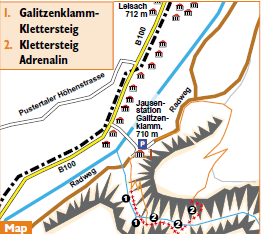 1. Galitzenklamm-
Klettersteig
2. Klettersteig
Adrenalin
Leisach
712 m
B100
Pustertaler Höhenstrasse
Jausen-
station
Galitzen-
klamm,
710 m
Radweg
P
B100
Radweg
1
2
1
2
Map